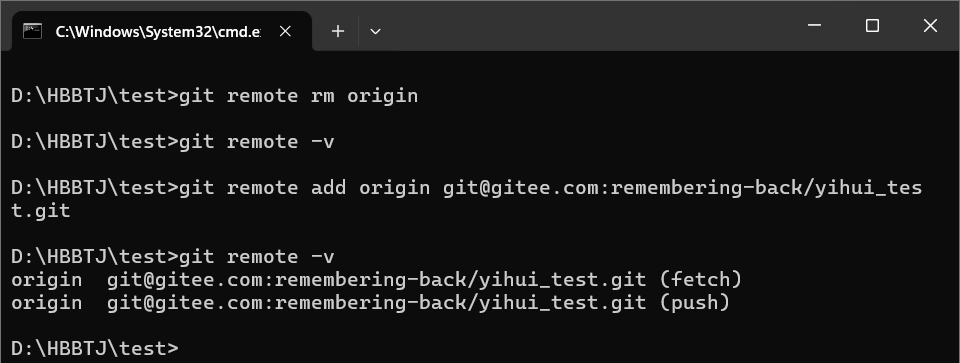 C:\Windows\System32\cmd.e
D:\HBBTJ\test>git remote rm origin
D:\HBBTJ\test>git remote -v
D:\HBBTJ\test>git remote add origin git@gitee.com:remembering-back/yihui_tes
t.git
D:\HBBTJ\test>git remote -v
origin  git@gitee.com:remembering-back/yihui_test.git (fetch)
origin  git@gitee.com:remembering-back/yihui_test.git (push)
D:\HBBTJ\test>